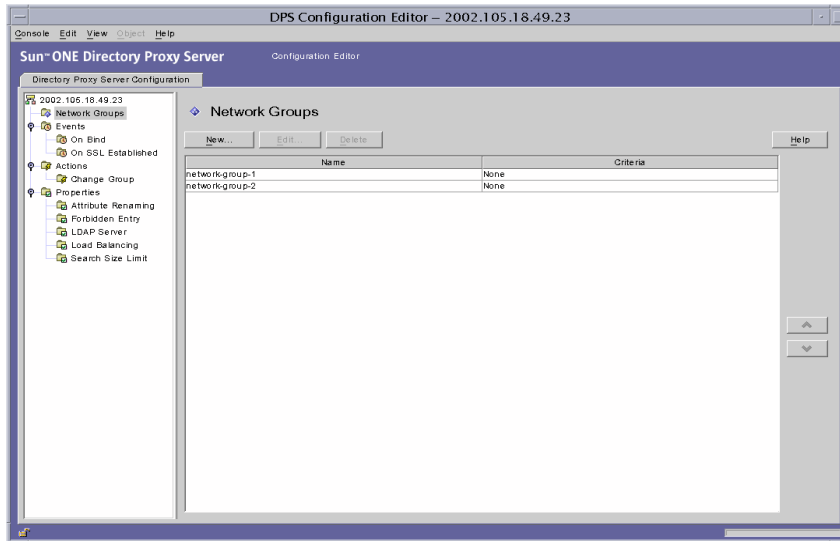 DPS Configuration Editor – 2002.105.18.49.23
Console Edit View Object Help
Sun™ ONE Directory Proxy Server Configuration Editor
Directory Proxy Server Configuration
2002.105.18.49.23
Network Groups
Events
On Bind
On SSL Established
Actions
Change Group
Properties
Attribute Renaming
Forbidden Entry
LDAP Server
Load Balancing
Search Size Limit
Network Groups
New... Edit... Delete Help
Name Criteria
network-group-1 None
network-group-2 None